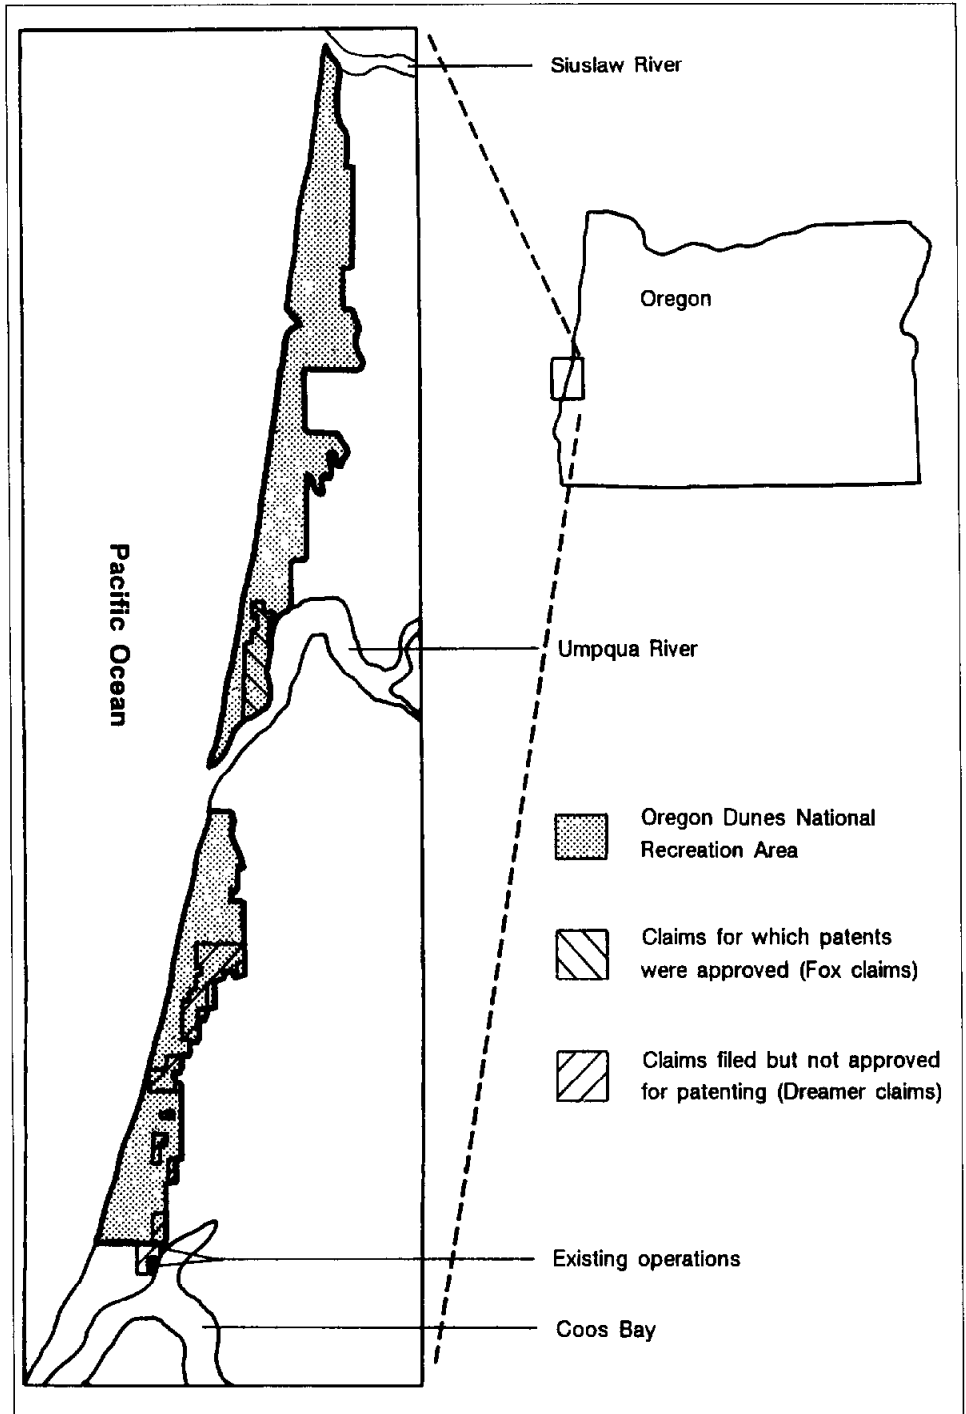 Siuslaw River
Oregon
Pacific Ocean
Umpqua River
Oregon Dunes National
Recreation Area
Claims for which patents
were approved (Fox claims)
Claims filed but not approved
for patenting (Dreamer claims)
Existing operations
Coos Bay